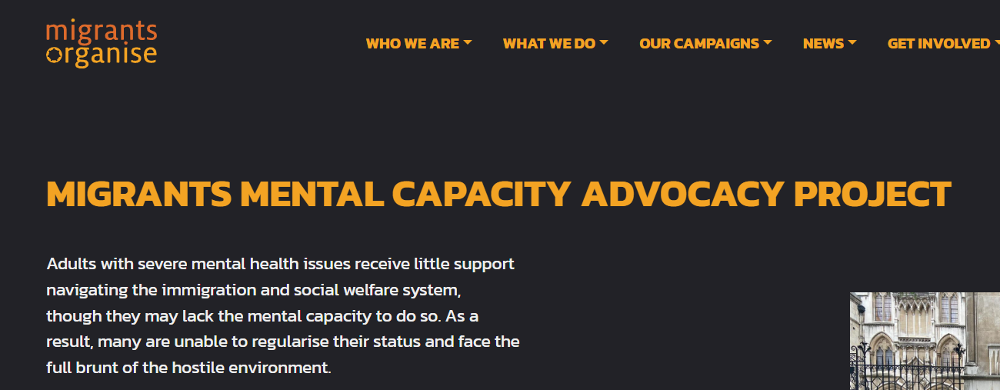 migrants
organise
WHO WE ARE
WHAT WE DO
OUR CAMPAIGNS
NEWS
GET INVOLVED
MIGRANTS MENTAL CAPACITY ADVOCACY PROJECT
Adults with severe mental health issues receive little support
navigating the immigration and social welfare system,
though they may lack the mental capacity to do so. As a
result, many are unable to regularise their status and face the
full brunt of the hostile environment.